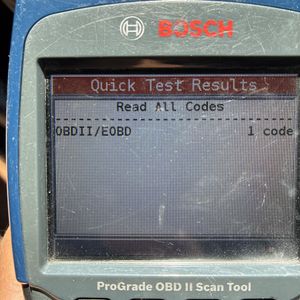 BOSCH
Quick Test Results
Read All Codes
OBDII/EOBD 1 code
ProGrade OBD II Scan Tool